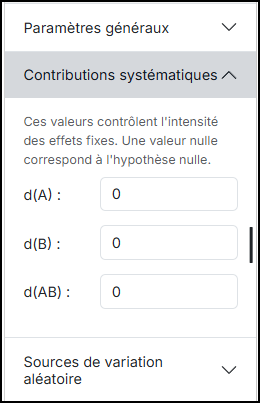 Paramètres généraux
Contributions systématiques
Ces valeurs contrôlent l'intensité
des effets fixes. Une valeur nulle
correspond à l'hypothèse nulle.
d(A) : 0
d(B) : 0
d(AB) : 0
Sources de variation
aléatoire